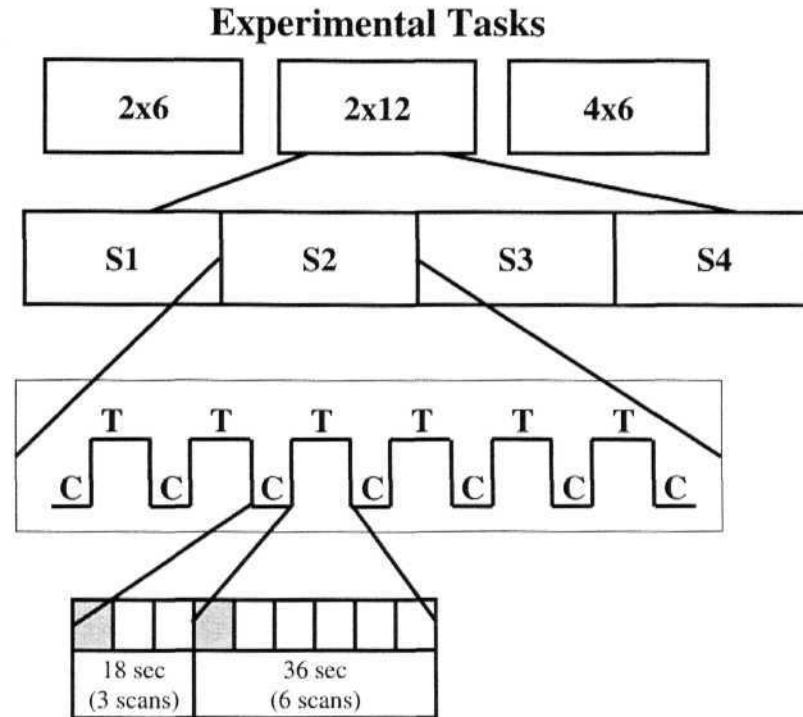 Experimental Tasks
2x6 2x12 4x6
S1 S2 S3 S4
T T T T T T
C C C C C C C
18 sec 36 sec
(3 scans) (6 scans)